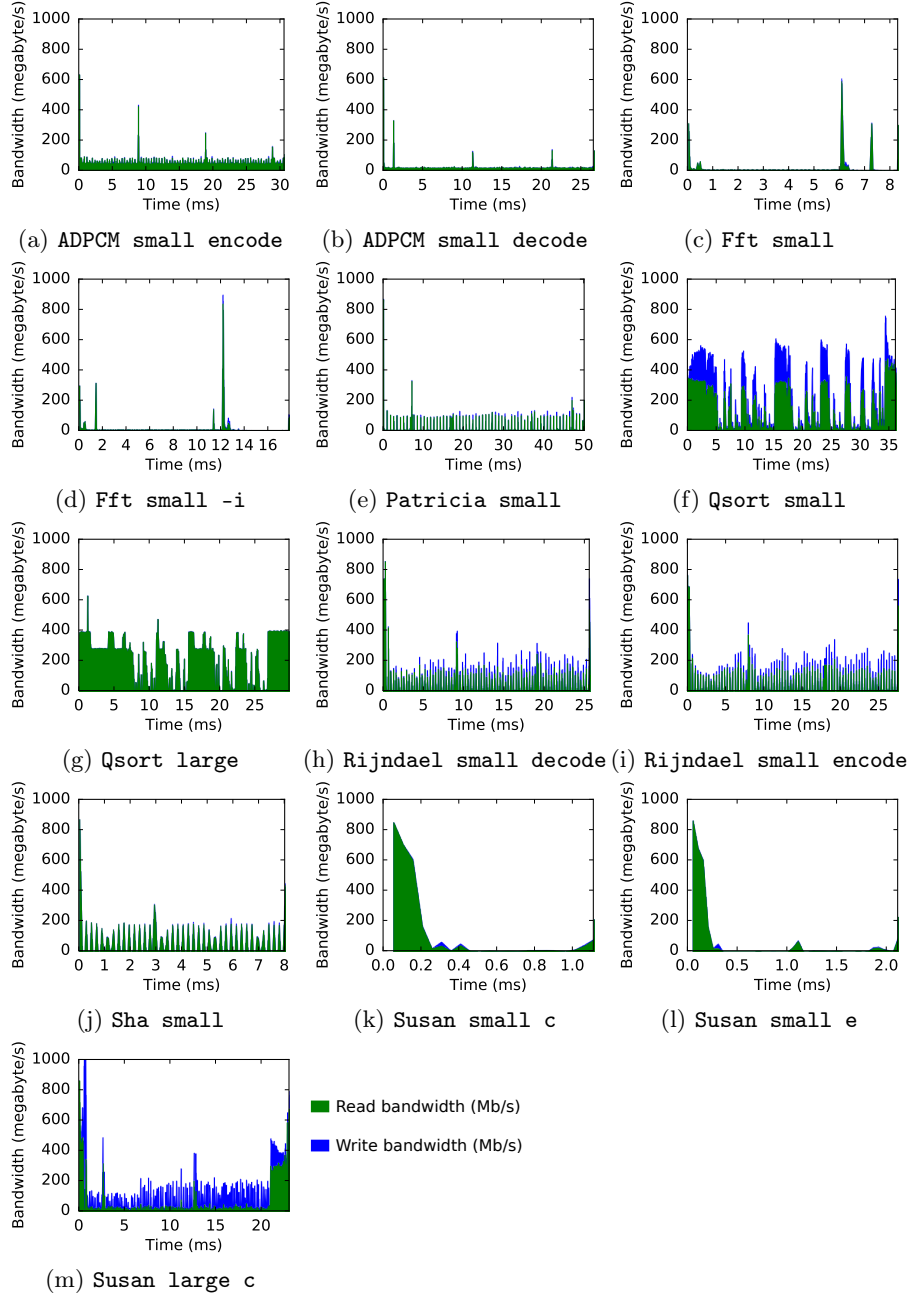 Bandwidth (megabyte/s)
1000
800
600
400
200
0
0 5 10 15 20 25 30
Time (ms)
(a) ADPCM small encode
Bandwidth (megabyte/s)
1000
800
600
400
200
0
0 5 10 15 20 25
Time (ms)
(b) ADPCM small decode
Bandwidth (megabyte/s)
1000
800
600
400
200
0
0 1 2 3 4 5 6 7 8
Time (ms)
(c) Fft small
Bandwidth (megabyte/s)
1000
800
600
400
200
0
0 2 4 6 8 10 12 14 16
Time (ms)
(d) Fft small -i
Bandwidth (megabyte/s)
1000
800
600
400
200
0
0 10 20 30 40 50
Time (ms)
(e) Patricia small
Bandwidth (megabyte/s)
1000
800
600
400
200
0
0 5 10 15 20 25 30 35
Time (ms)
(f) Qsort small
Bandwidth (megabyte/s)
1000
800
600
400
200
0
0 5 10 15 20 25
Time (ms)
(g) Qsort large
Bandwidth (megabyte/s)
1000
800
600
400
200
0
0 5 10 15 20 25
Time (ms)
(h) Rijndael small decode
Bandwidth (megabyte/s)
1000
800
600
400
200
0
0 5 10 15 20 25
Time (ms)
(i) Rijndael small encode
Bandwidth (megabyte/s)
1000
800
600
400
200
0
0 1 2 3 4 5 6 7 8
Time (ms)
(j) Sha small
Bandwidth (megabyte/s)
1000
800
600
400
200
0
0.0 0.2 0.4 0.6 0.8 1.0
Time (ms)
(k) Susan small c
Bandwidth (megabyte/s)
1000
800
600
400
200
0
0.0 0.5 1.0 1.5 2.0
Time (ms)
(l) Susan small e
Bandwidth (megabyte/s)
1000
800
600
400
200
0
0 5 10 15 20
Time (ms)
(m) Susan large c
Read bandwidth (Mb/s)
Write bandwidth (Mb/s)